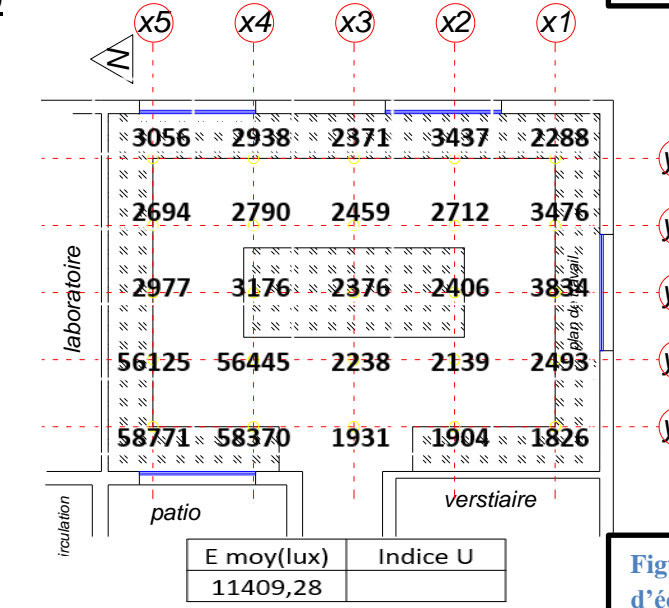 x5 x4 x3 x2 x1
N
3056 2938 2371 3437 2288
2694 2790 2459 2712 3476
laboratoire
2977 3176 2376 2406 3834
plan de travail
56125 56445 2238 2139 2493
58771 58370 1931 1904 1826
irculation
patio
verstiaire
E moy(lux) Indice U
11409,28
Figu
d'éc